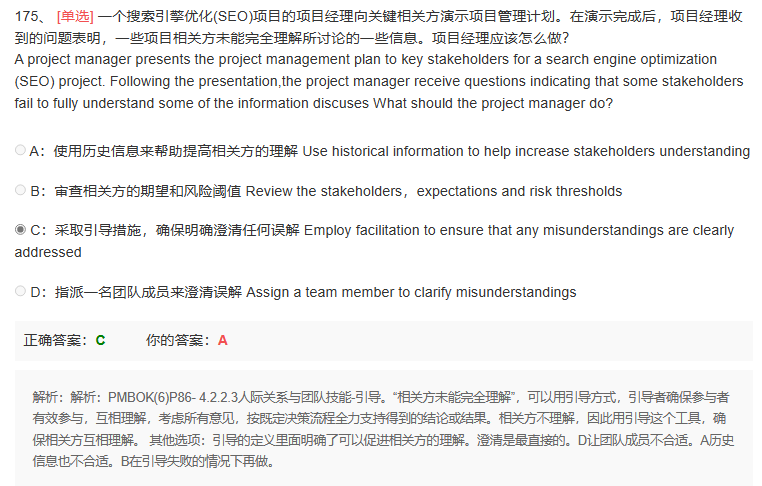 175、 [单选] 一个搜索引擎优化(SEO)项目的项目经理向关键相关方演示项目管理计划。在演示完成后，项目经理收
到的问题表明，一些项目相关方未能完全理解所讨论的一些信息。项目经理应该怎么做?
A project manager presents the project management plan to key stakeholders for a search engine optimization
(SEO) project. Following the presentation,the project manager receive questions indicating that some stakeholders
fail to fully understand some of the information discuses What should the project manager do?
A：使用历史信息来帮助提高相关方的理解 Use historical information to help increase stakeholders understanding
B：审查相关方的期望和风险阈值 Review the stakeholders，expectations and risk thresholds
C：采取引导措施，确保明确澄清任何误解 Employ facilitation to ensure that any misunderstandings are clearly
addressed
D：指派一名团队成员来澄清误解 Assign a team member to clarify misunderstandings
正确答案：C 你的答案：A
解析：解析：PMBOK(6)P86- 4.2.2.3人际关系与团队技能-引导。“相关方未能完全理解”，可以用引导方式，引导者确保参与者
有效参与，互相理解，考虑所有意见，按既定决策流程全力支持得到的结论或结果。相关方不理解，因此用引导这个工具，确
保相关方互相理解。 其他选项：引导的定义里面明确了可以促进相关方的理解。澄清是最直接的。D让团队成员不合适。A历史
信息也不合适。B在引导失败的情况下再做。